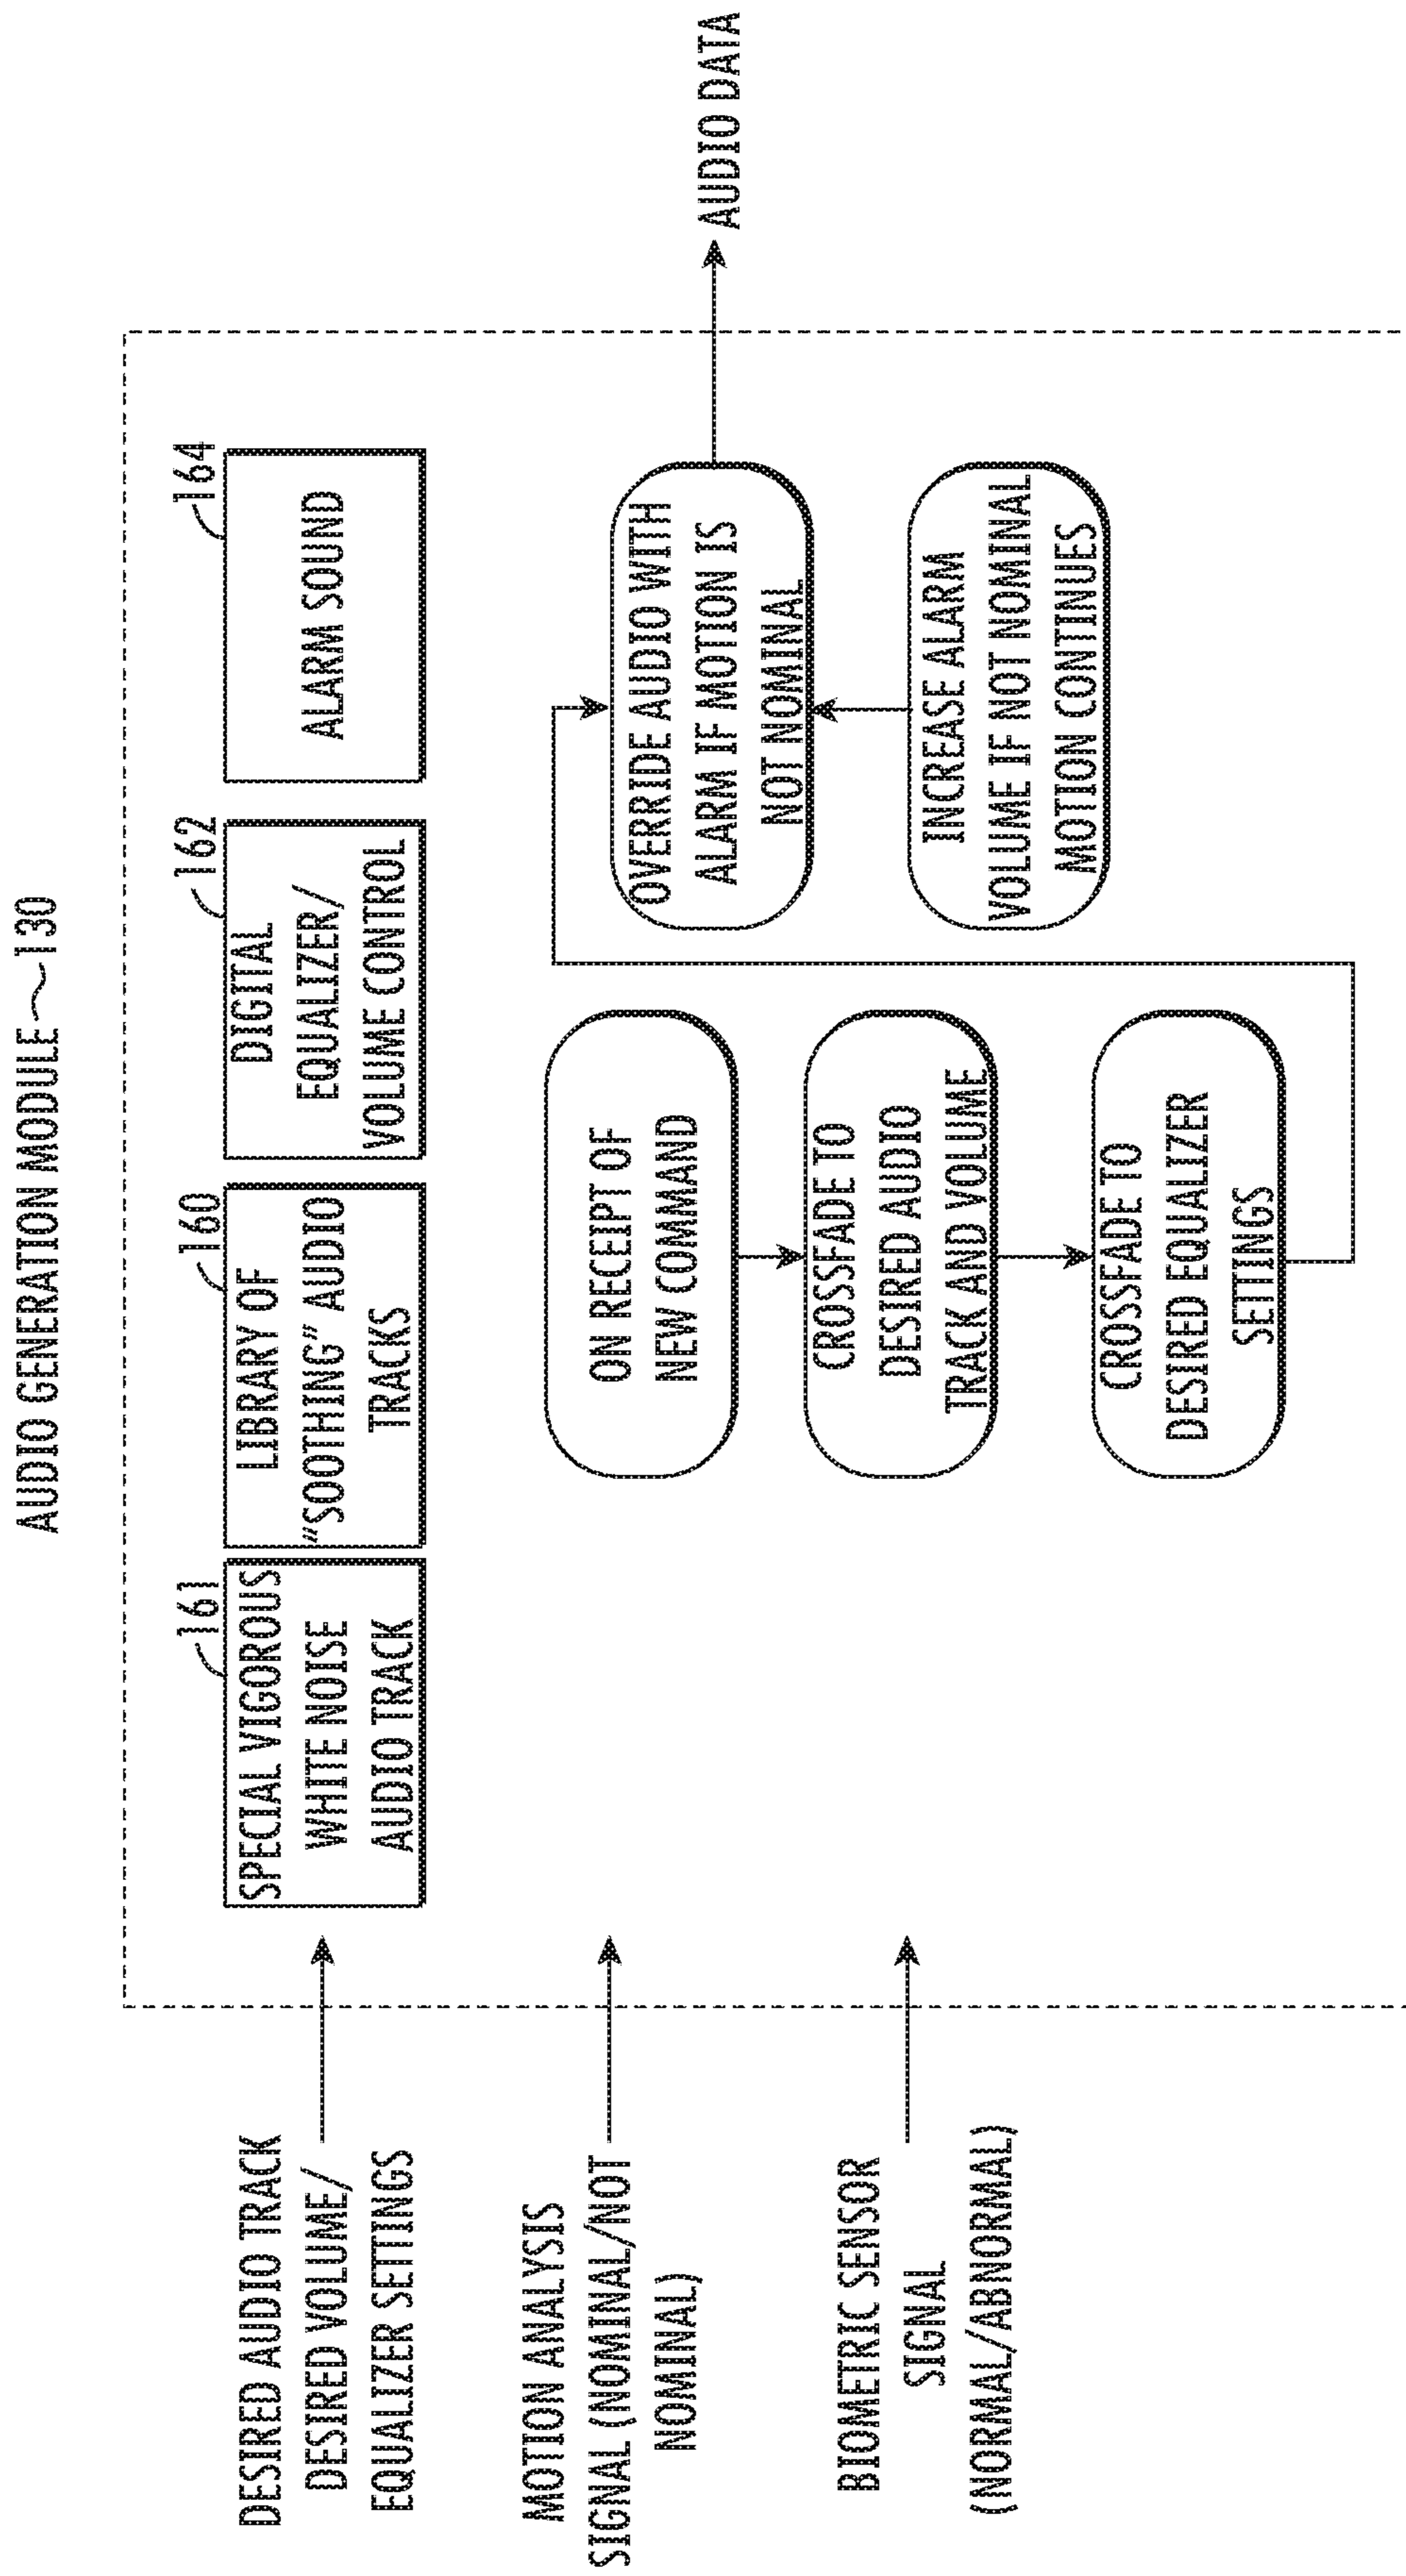 AUDIO GENERATION MODULE~130
161
SPECIAL VIGOROUS
WHITE NOISE
AUDIO TRACK
160
LIBRARY OF
"SOOTHING" AUDIO
TRACKS
162
DIGITAL
EQUALIZER/
VOLUME CONTROL
164
ALARM SOUND
DESIRED AUDIO TRACK
DESIRED VOLUME/
EQUALIZER SETTINGS
MOTION ANALYSIS
SIGNAL (NOMINAL/NOT
NOMINAL)
BIOMETRIC SENSOR
SIGNAL
(NORMAL/ABNORMAL)
ON RECEIPT OF
NEW COMMAND
CROSSFADE TO
DESIRED AUDIO
TRACK AND VOLUME
CROSSFADE TO
DESIRED EQUALIZER
SETTINGS
OVERRIDE AUDIO WITH
ALARM IF MOTION IS
NOT NOMINAL
INCREASE ALARM
VOLUME IF NOT NOMINAL
MOTION CONTINUES
AUDIO DATA